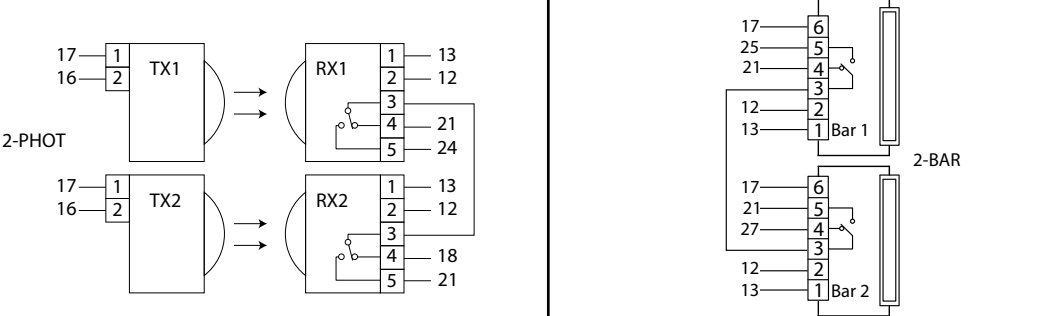 2-PHOT
17 1 TX1
16 2
RX1 1 13
2 12
3
4 21
5 24
17 1 TX2
16 2
RX2 1 13
2 12
3
4 18
5 21
17 6
25 5
21 4
3
12 2
13 1 Bar 1
2-BAR
17 6
21 5
27 4
3
12 2
13 1 Bar 2